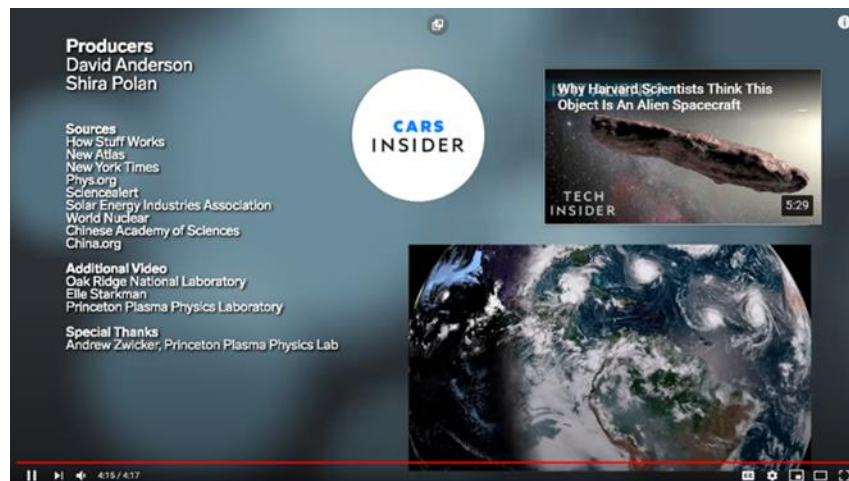 Producers
David Anderson
Shira Polan
Sources
How Stuff Works
New Atlas
New York Times
Phys.org
Sciencealert
Solar Energy Industries Association
World Nuclear
Chinese Academy of Sciences
China.org
Additional Video
Oak Ridge National Laboratory
Elle Starkman
Princeton Plasma Physics Laboratory
Special Thanks
Andrew Zwicker, Princeton Plasma Physics Lab
CARS
INSIDER
Why Harvard Scientists Think This
Object Is An Alien Spacecraft
TECH
INSIDER
5:29
4:15 / 4:17